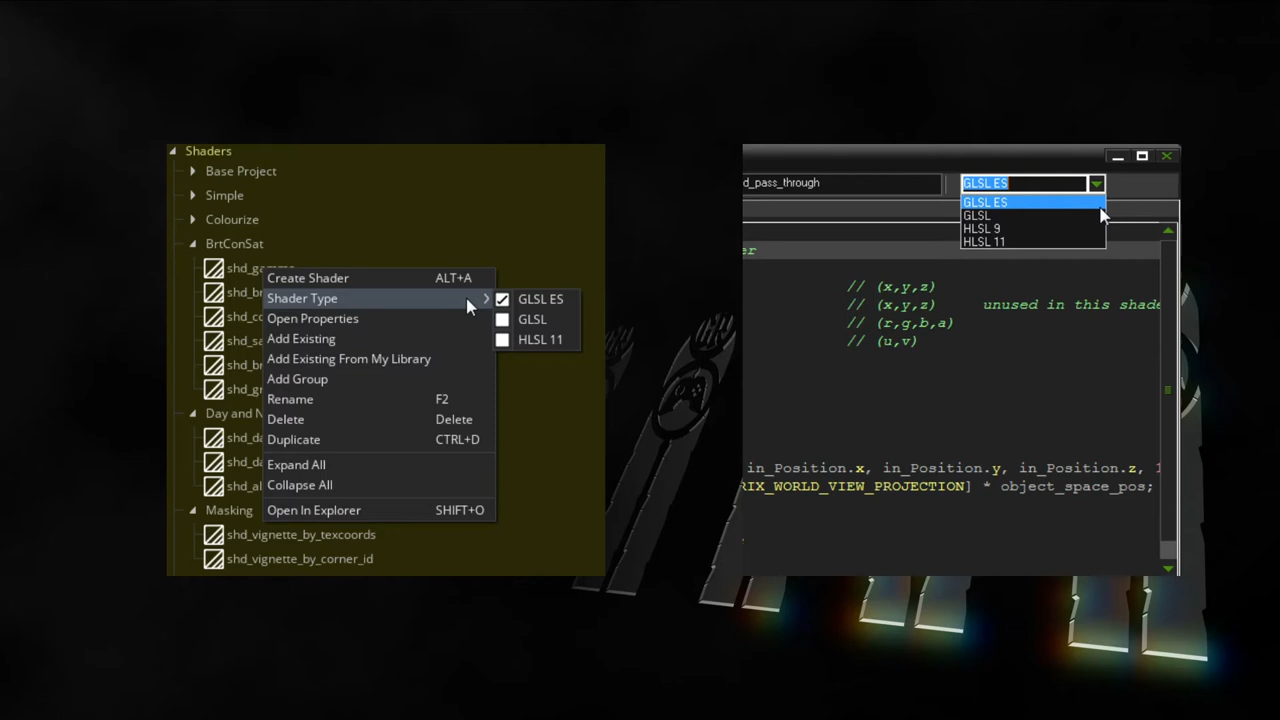 Shaders
Base Project
Simple
Colourize
BrtConSat
shd_gamma
Create Shader ALT+A
Shader Type
GLSL ES
Open Properties
GLSL
Add Existing
HLSL 11
Add Existing From My Library
Add Group
Rename F2
Delete Delete
Duplicate CTRL+D
Expand All
Collapse All
Open In Explorer SHIFT+O
shd_br
shd_co
shd_sa
shd_br
shd_gr
Day and N
shd_da
shd_da
shd_al
Masking
shd_vignette_by_texcoords
shd_vignette_by_corner_id
d_pass_through
GLSL ES
GLSL ES
GLSL
HLSL 9
HLSL 11
er
// (x,y,z)
// (x,y,z) unused in this shade
// (r,g,b,a)
// (u,v)
in_Position.x, in_Position.y, in_Position.z, 1
RIX_WORLD_VIEW_PROJECTION] * object_space_pos;